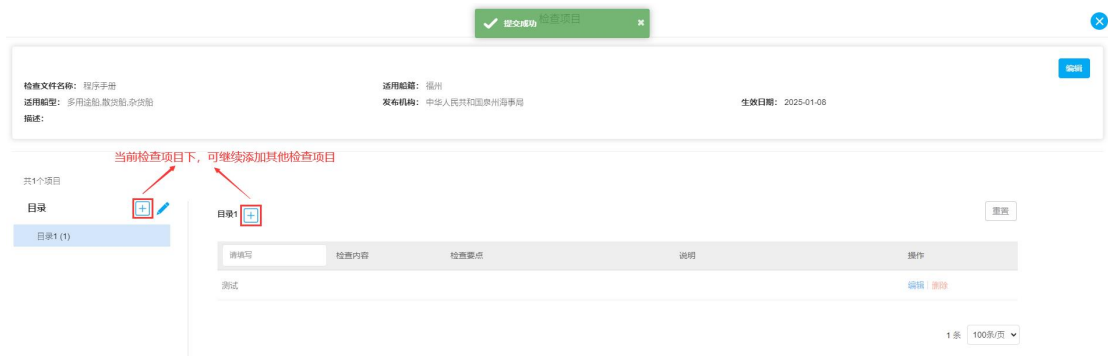 检查项目
提交成功
编辑
检查文件名称： 程序手册
适用船籍： 福州
适用船型： 多用途船,散货船,杂货船
发布机构： 中华人民共和国泉州海事局
生效日期： 2025-01-08
描述：
当前检查项目下，可继续添加其他检查项目
共1个项目
目录
目录1
重置
目录1 (1)
请填写 检查内容 检查要点 说明 操作
测试 编辑 删除
1 条 100条/页